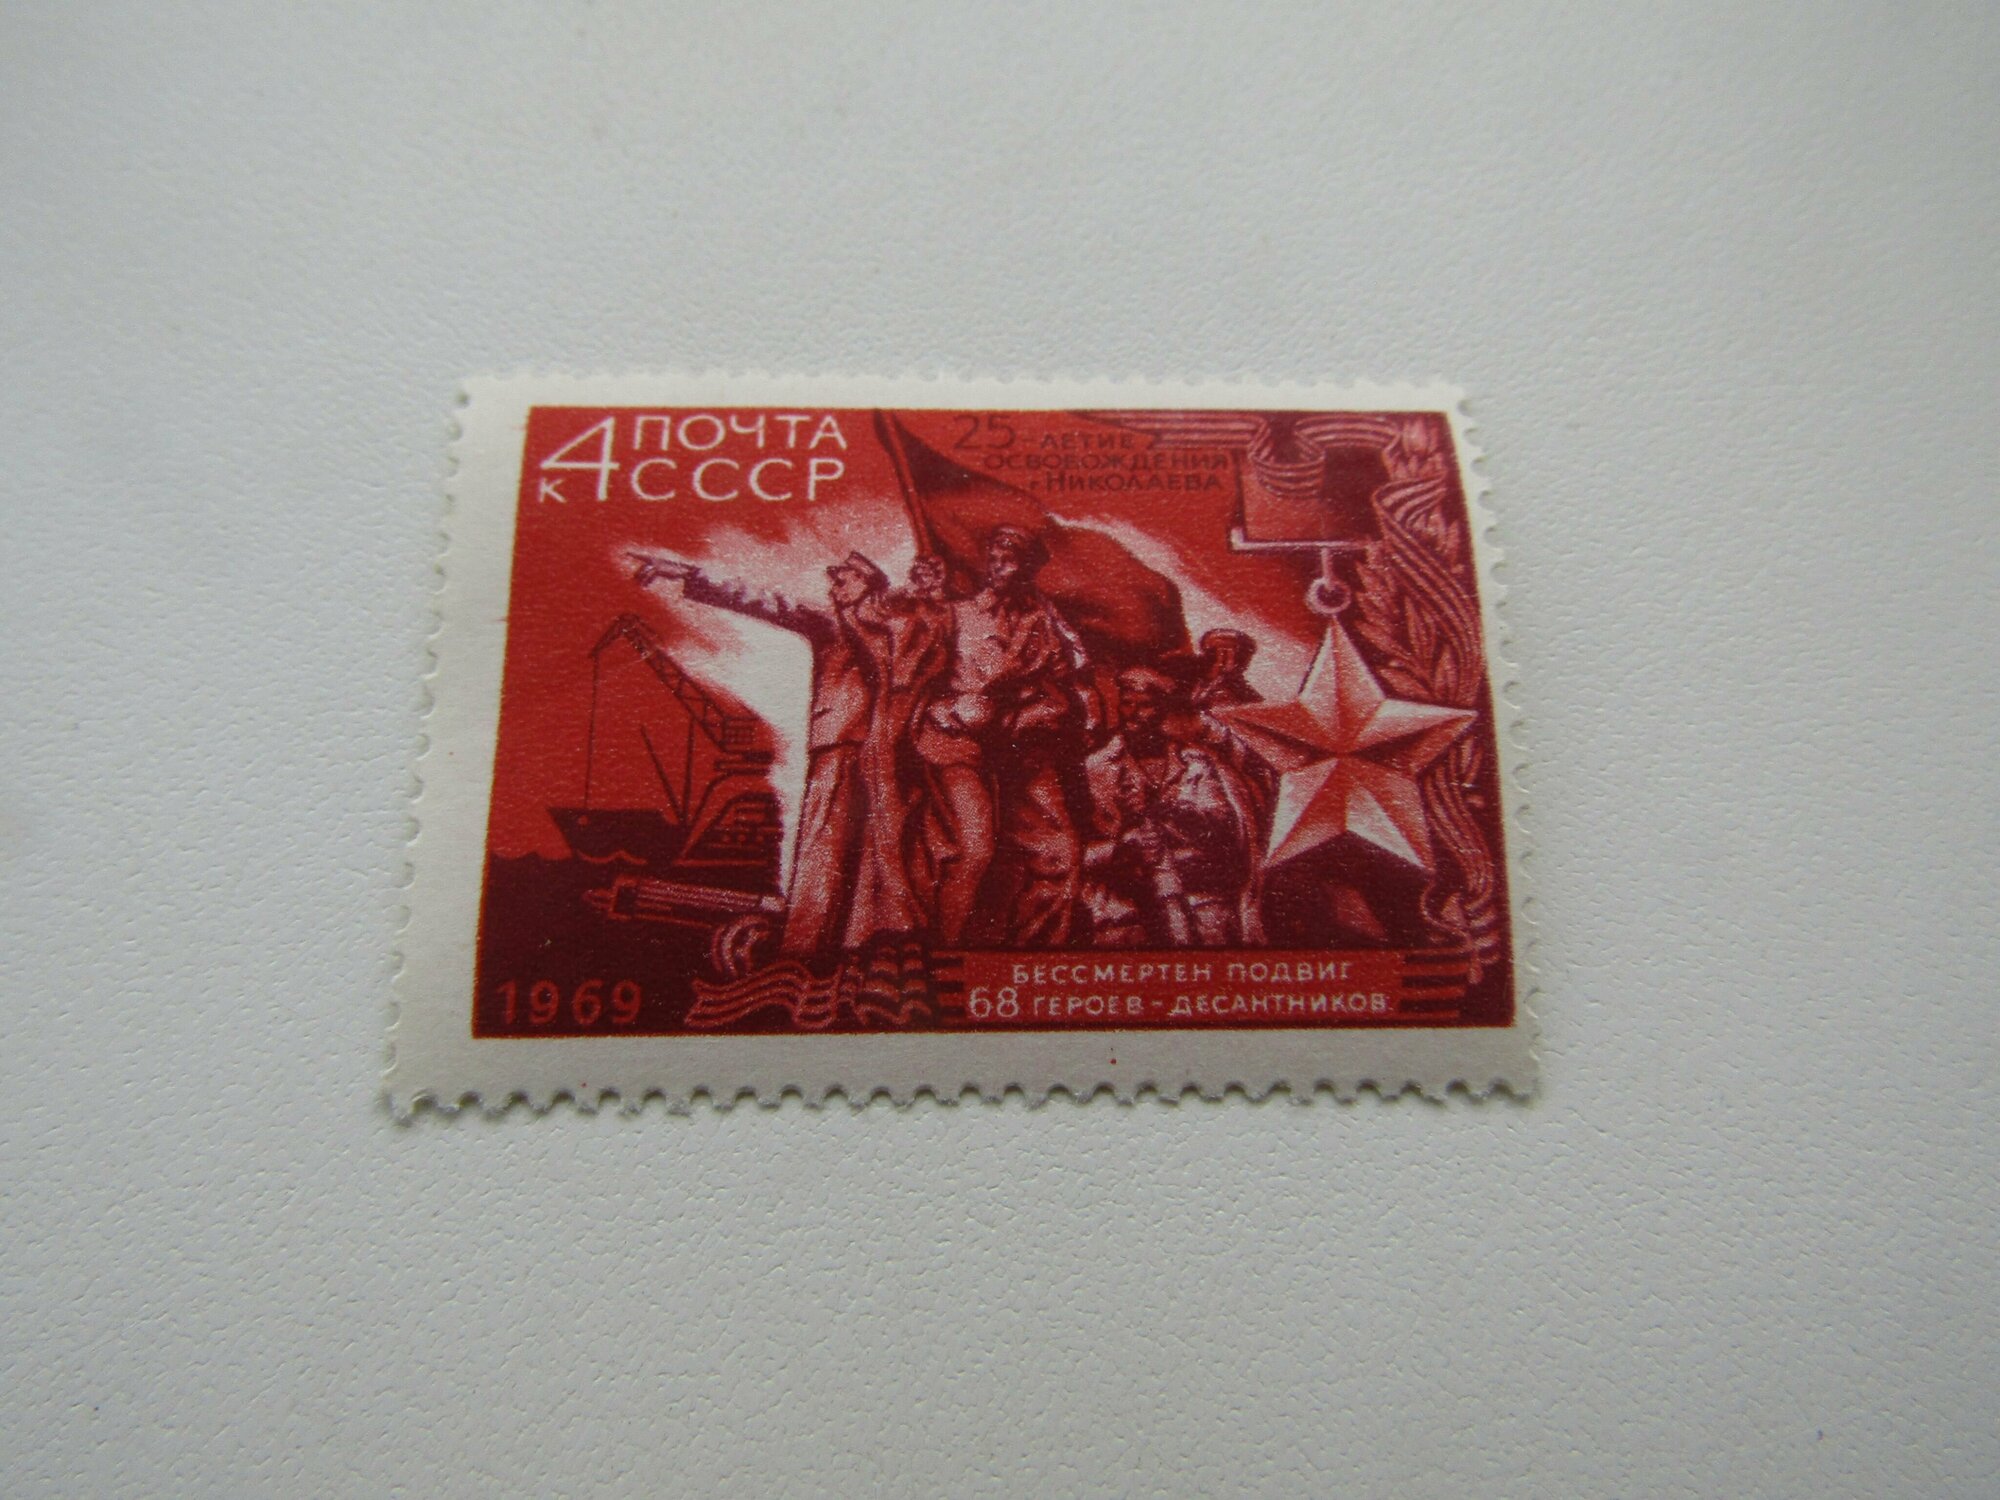 4 к
ПОЧТА
СССР
25-ЛЕТИЕ
ОСВОБОЖДЕНИЯ
г. НИКОЛАЕВА
БЕССМЕРТЕН ПОДВИГ
68 ГЕРОЕВ-ДЕСАНТНИКОВ
1969